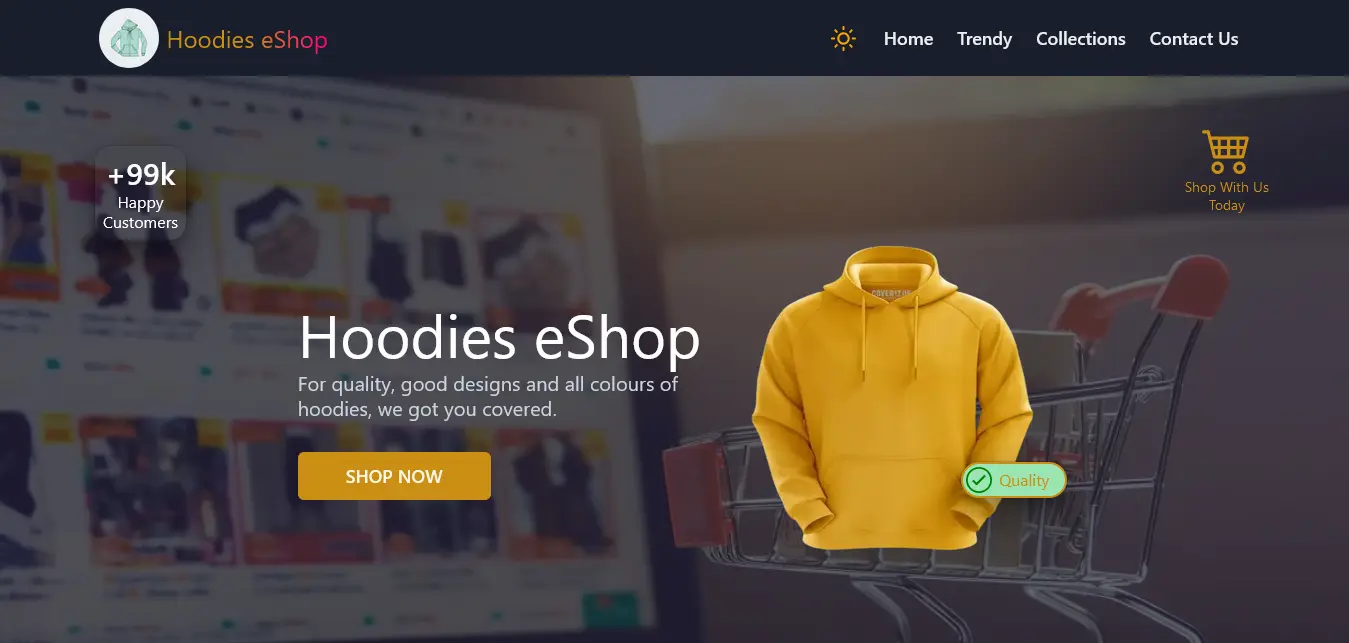 Hoodies eShop
Home
Trendy
Collections
Contact Us
+99k
Happy
Customers
Shop With Us
Today
Hoodies eShop
For quality, good designs and all colours of
hoodies, we got you covered.
SHOP NOW
Quality